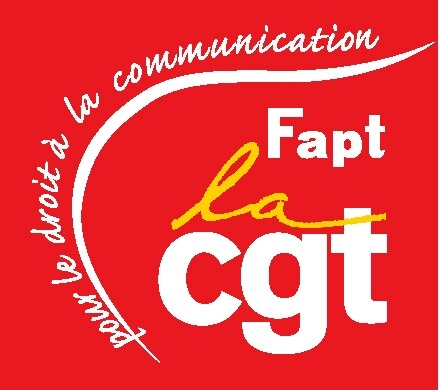 pour le droit à la communication
Fapt
la
cgt